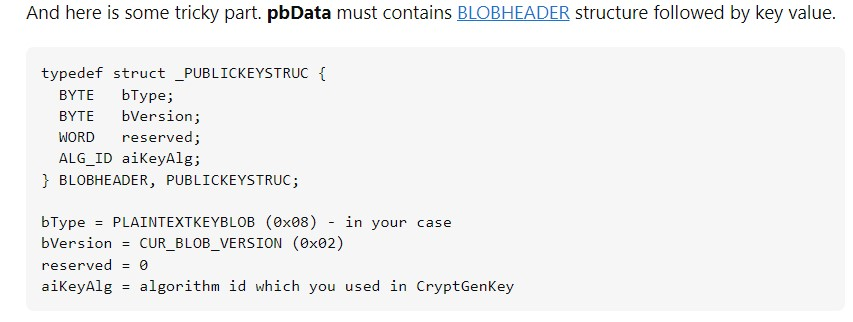 And here is some tricky part. pbData must contains BLOBHEADER structure followed by key value.
typedef struct _PUBLICKEYSTRUC {
  BYTE   bType;
  BYTE   bVersion;
  WORD   reserved;
  ALG_ID aiKeyAlg;
} BLOBHEADER, PUBLICKEYSTRUC;
bType = PLAINTEXTKEYBLOB (0x08) - in your case
bVersion = CUR_BLOB_VERSION (0x02)
reserved = 0
aiKeyAlg = algorithm id which you used in CryptGenKey